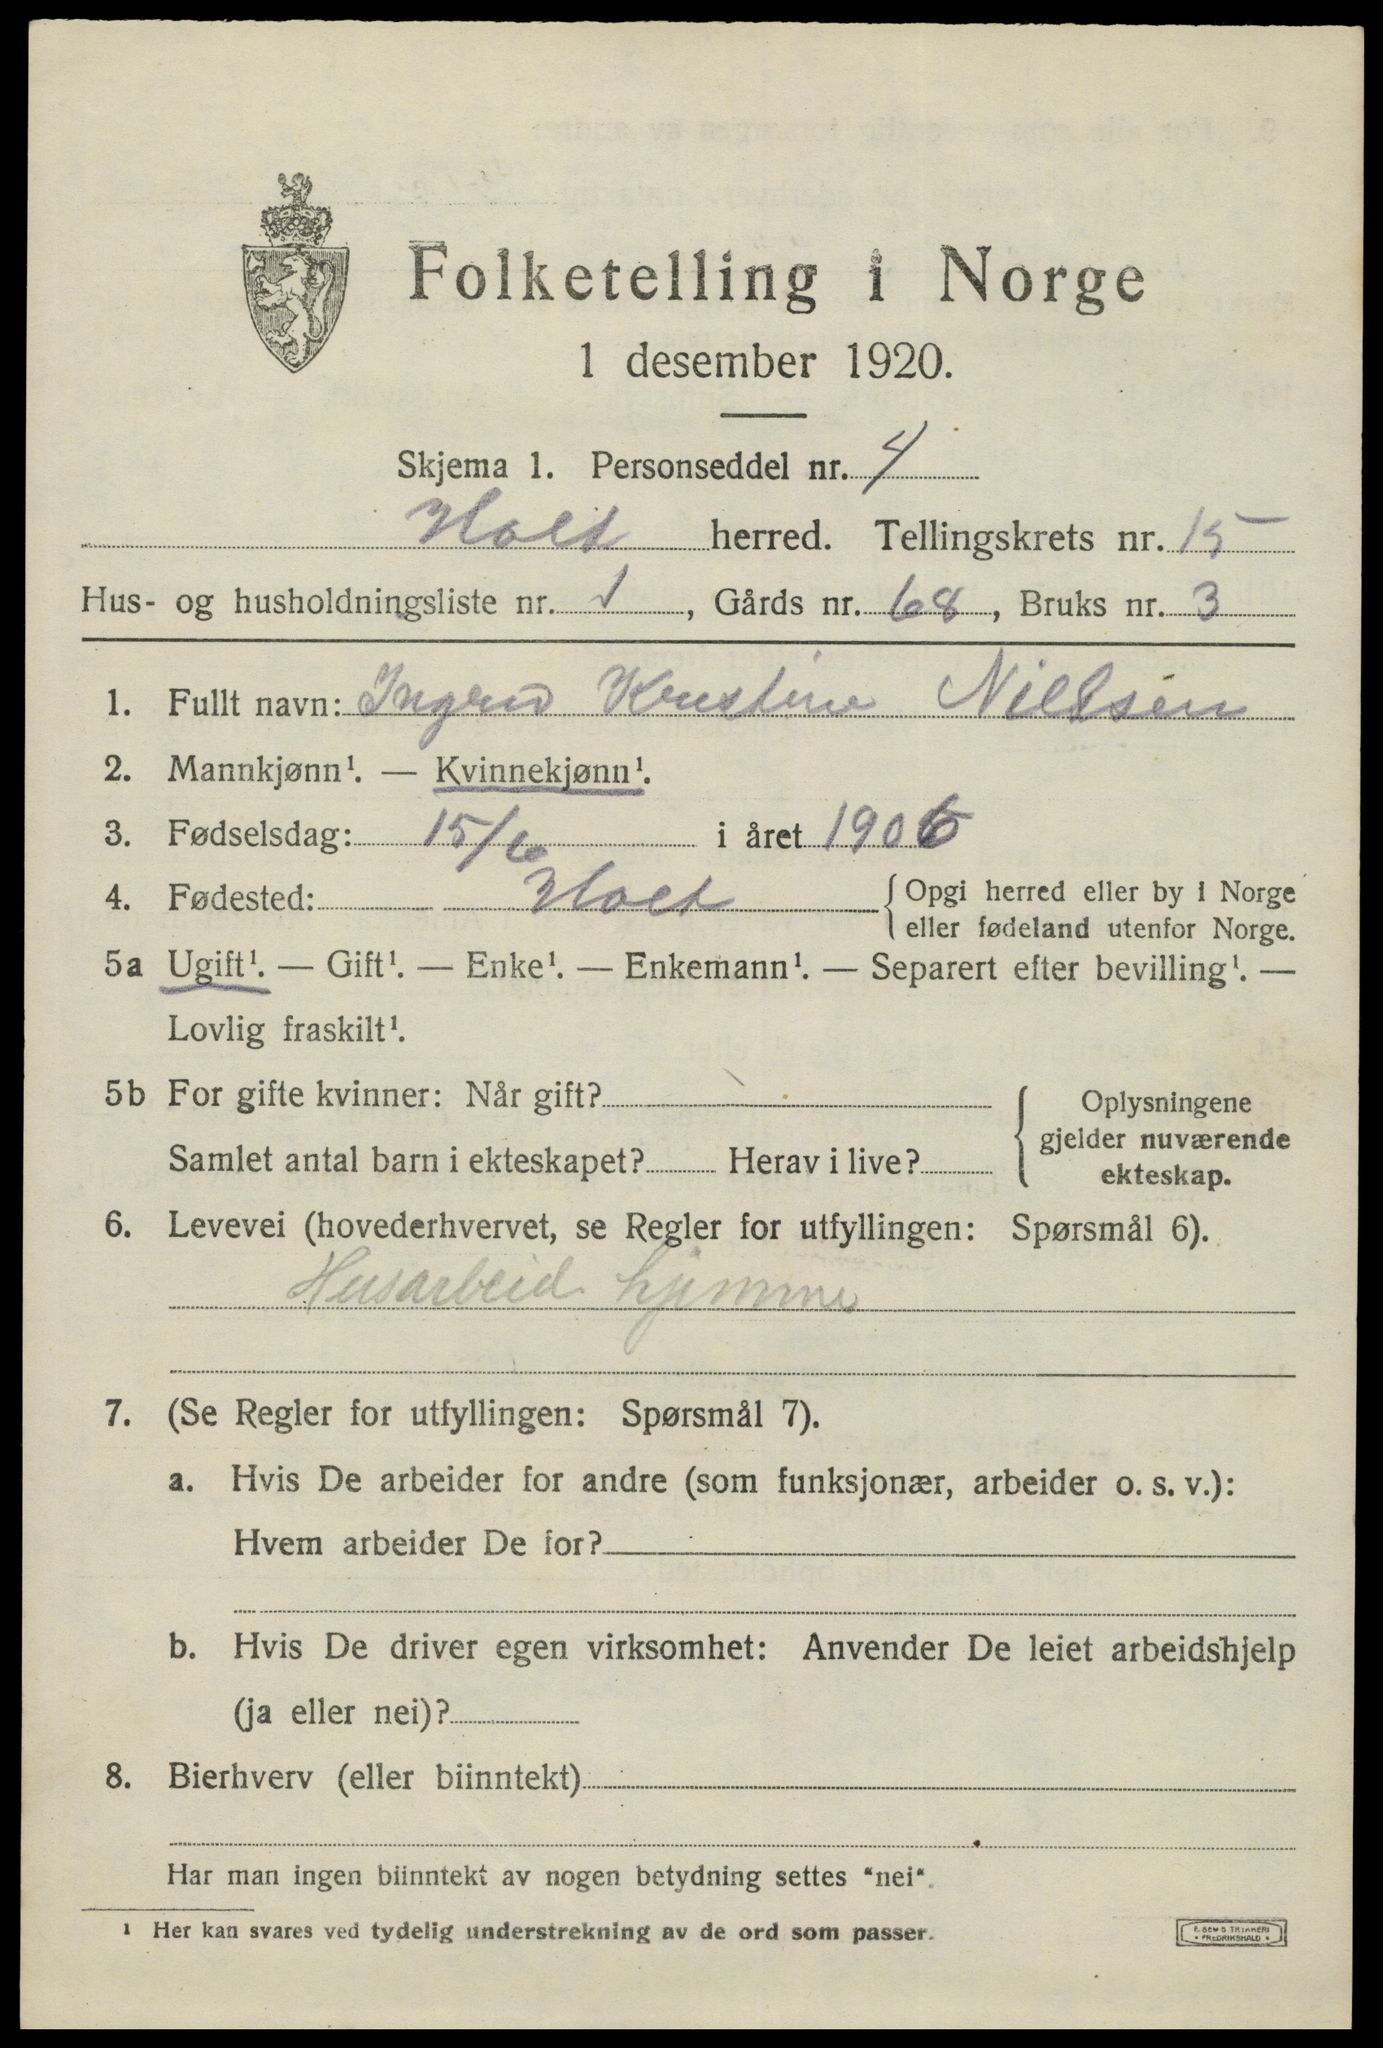 Folketelling i Norge
1 desember 1920.
Skjema 1. Personseddel nr. 4
Holt herred. Tellingskrets nr. 15
Hus- og husholdningsliste nr. 1, Gårds nr. 68, Bruks nr. 3
1. Fullt navn: Ingrid Kristine Nielsen
2. Mannkjønn¹. — Kvinnekjønn¹.
3. Fødselsdag: 15/6 i året 1906
4. Fødested: Holt {Opgi herred eller by i Norge
eller fødeland utenfor Norge.
5a Ugift¹. — Gift¹. — Enke¹. — Enkemann¹. — Separert efter bevilling¹. —
Lovlig fraskilt¹.
5b For gifte kvinner: Når gift?
Samlet antal barn i ekteskapet? Herav i live?
{Oplysningene
gjelder nuværende
ekteskap.
6. Levevei (hovederhvervet, se Regler for utfyllingen: Spørsmål 6).
Husarbeid hjemme
7. (Se Regler for utfyllingen: Spørsmål 7).
a. Hvis De arbeider for andre (som funksjonær, arbeider o. s. v.):
Hvem arbeider De for?
b. Hvis De driver egen virksomhet: Anvender De leiet arbeidshjelp
(ja eller nei)?
8. Bierhverv (eller biinntekt)
Har man ingen biinntekt av nogen betydning settes "nei".
¹ Her kan svares ved tydelig understrekning av de ord som passer.
E. SEM S. TRYKKERI
FREDRIKSHALD